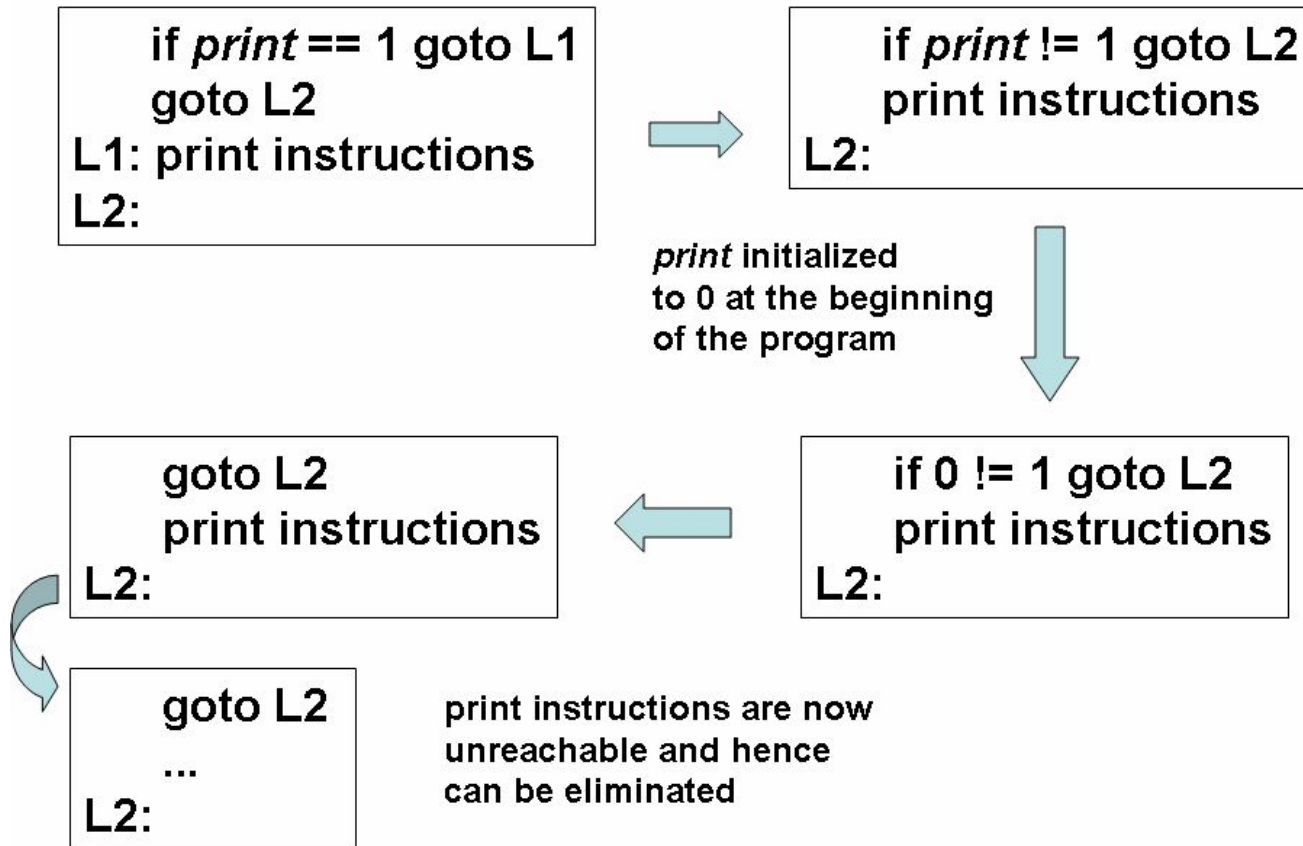 if print == 1 goto L1
goto L2
L1: print instructions
L2:
if print != 1 goto L2
print instructions
L2:
print initialized
to 0 at the beginning
of the program
if 0 != 1 goto L2
print instructions
L2:
goto L2
print instructions
L2:
goto L2
...
L2:
print instructions are now
unreachable and hence
can be eliminated